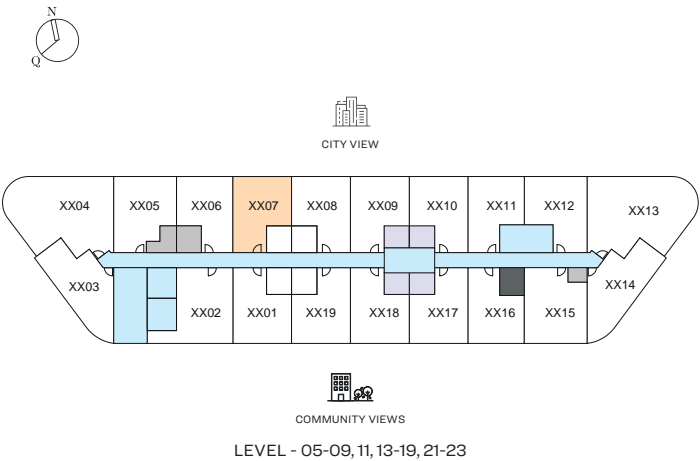 N
Q
CITY VIEW
XX04 XX05 XX06 XX07 XX08 XX09 XX10 XX11 XX12 XX13
XX03 XX14
XX02 XX01 XX19 XX18 XX17 XX16 XX15
COMMUNITY VIEWS
LEVEL - 05-09, 11, 13-19, 21-23